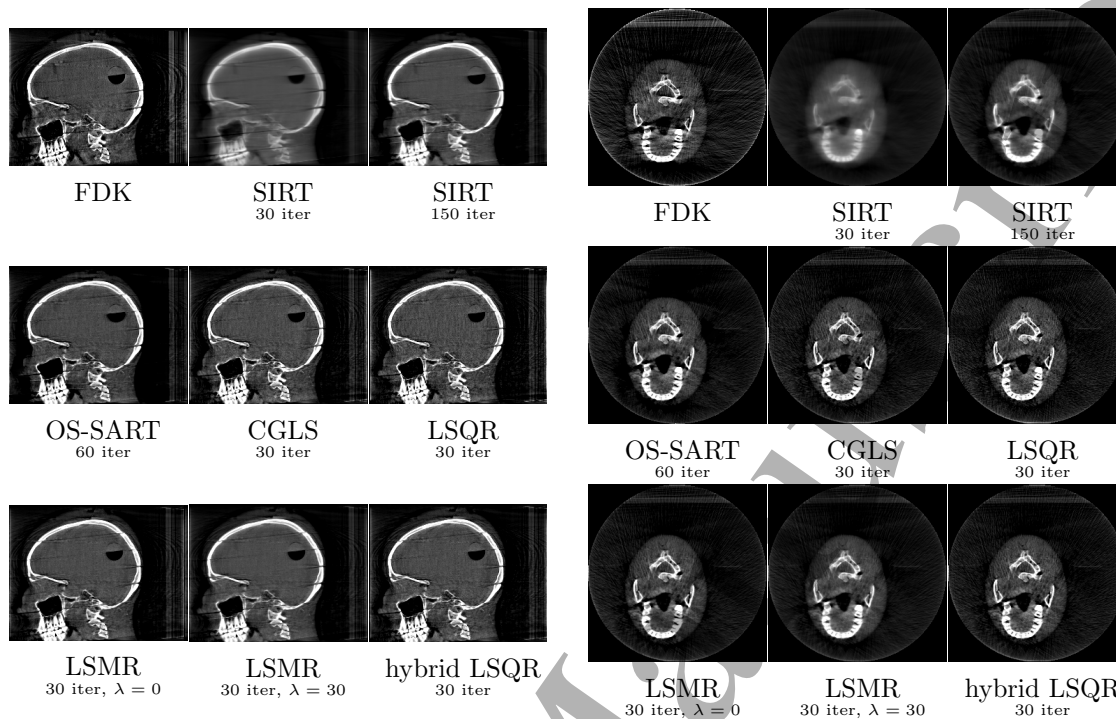 FDK
SIRT
30 iter
SIRT
150 iter
OS-SART
60 iter
CGLS
30 iter
LSQR
30 iter
LSMR
30 iter, λ = 0
LSMR
30 iter, λ = 30
hybrid LSQR
30 iter
FDK
SIRT
30 iter
SIRT
150 iter
OS-SART
60 iter
CGLS
30 iter
LSQR
30 iter
LSMR
30 iter, λ = 0
LSMR
30 iter, λ = 30
hybrid LSQR
30 iter